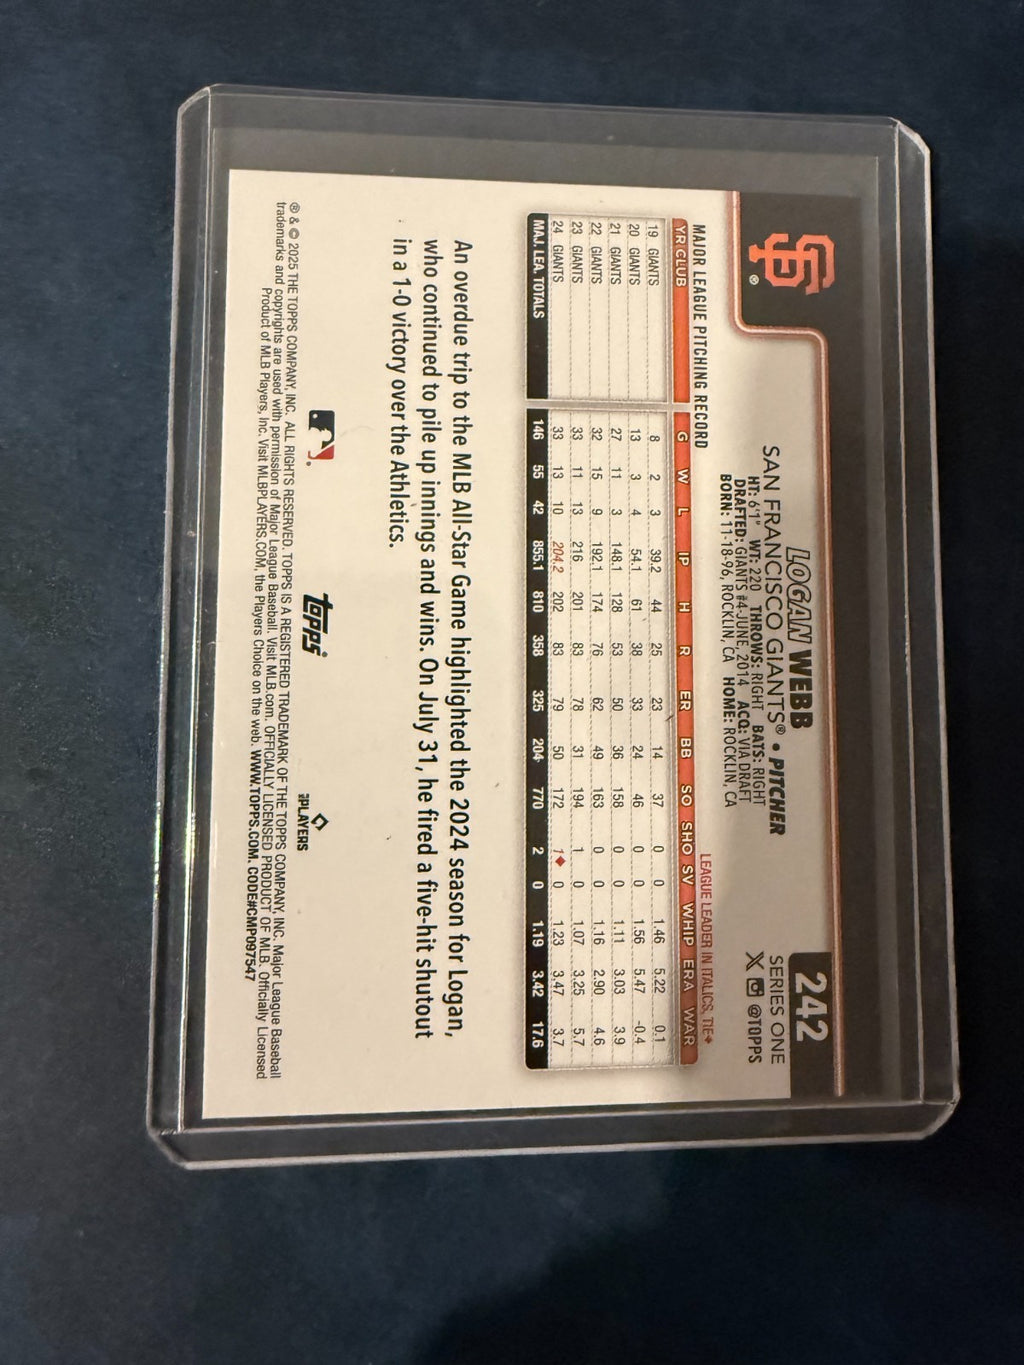 SF®
242
LOGAN WEBB
SAN FRANCISCO GIANTS® • PITCHER
SERIES ONE
HT: 6'1" WT: 220 THROWS: RIGHT BATS: RIGHT
@TOPPS
DRAFTED: GIANTS #4-JUNE, 2014 ACQ: VIA DRAFT
BORN: 11-18-96, ROCKLIN, CA HOME: ROCKLIN, CA
MAJOR LEAGUE PITCHING RECORD
LEAGUE LEADER IN ITALICS, TIE♦
YR CLUB G W L IP H R ER BB SO SHO SV WHIP ERA WAR
19 GIANTS 8 2 3 39.2 44 25 23 14 37 0 0 1.46 5.22 0.1
20 GIANTS 13 3 4 54.1 61 38 33 24 46 0 0 1.56 5.47 -0.4
21 GIANTS 27 11 3 148.1 128 53 50 36 158 0 0 1.11 3.03 3.9
22 GIANTS 32 15 9 192.1 174 76 62 49 163 0 0 1.16 2.90 4.6
23 GIANTS 33 11 13 216 201 83 78 31 194 1 0 1.07 3.25 5.7
24 GIANTS 33 13 10 204.2 202 83 79 50 172 1♦ 0 1.23 3.47 3.7
MAJ. LEA. TOTALS 146 55 42 855.1 810 358 325 204 770 2 0 1.19 3.42 17.6
An overdue trip to the MLB All-Star Game highlighted the 2024 season for Logan,
who continued to pile up innings and wins. On July 31, he fired a five-hit shutout
in a 1-0 victory over the Athletics.
topps®
MLB PLAYERS
® & © 2025 THE TOPPS COMPANY, INC. ALL RIGHTS RESERVED. TOPPS IS A REGISTERED TRADEMARK OF THE TOPPS COMPANY, INC. Major League Baseball
trademarks and copyrights are used with permission of Major League Baseball. Visit MLB.com. OFFICIALLY LICENSED PRODUCT OF MLB. Officially Licensed
Product of MLB Players, Inc. Visit MLBPLAYERS.COM, the Players Choice on the web. WWW.TOPPS.COM. CODE#CMP097547